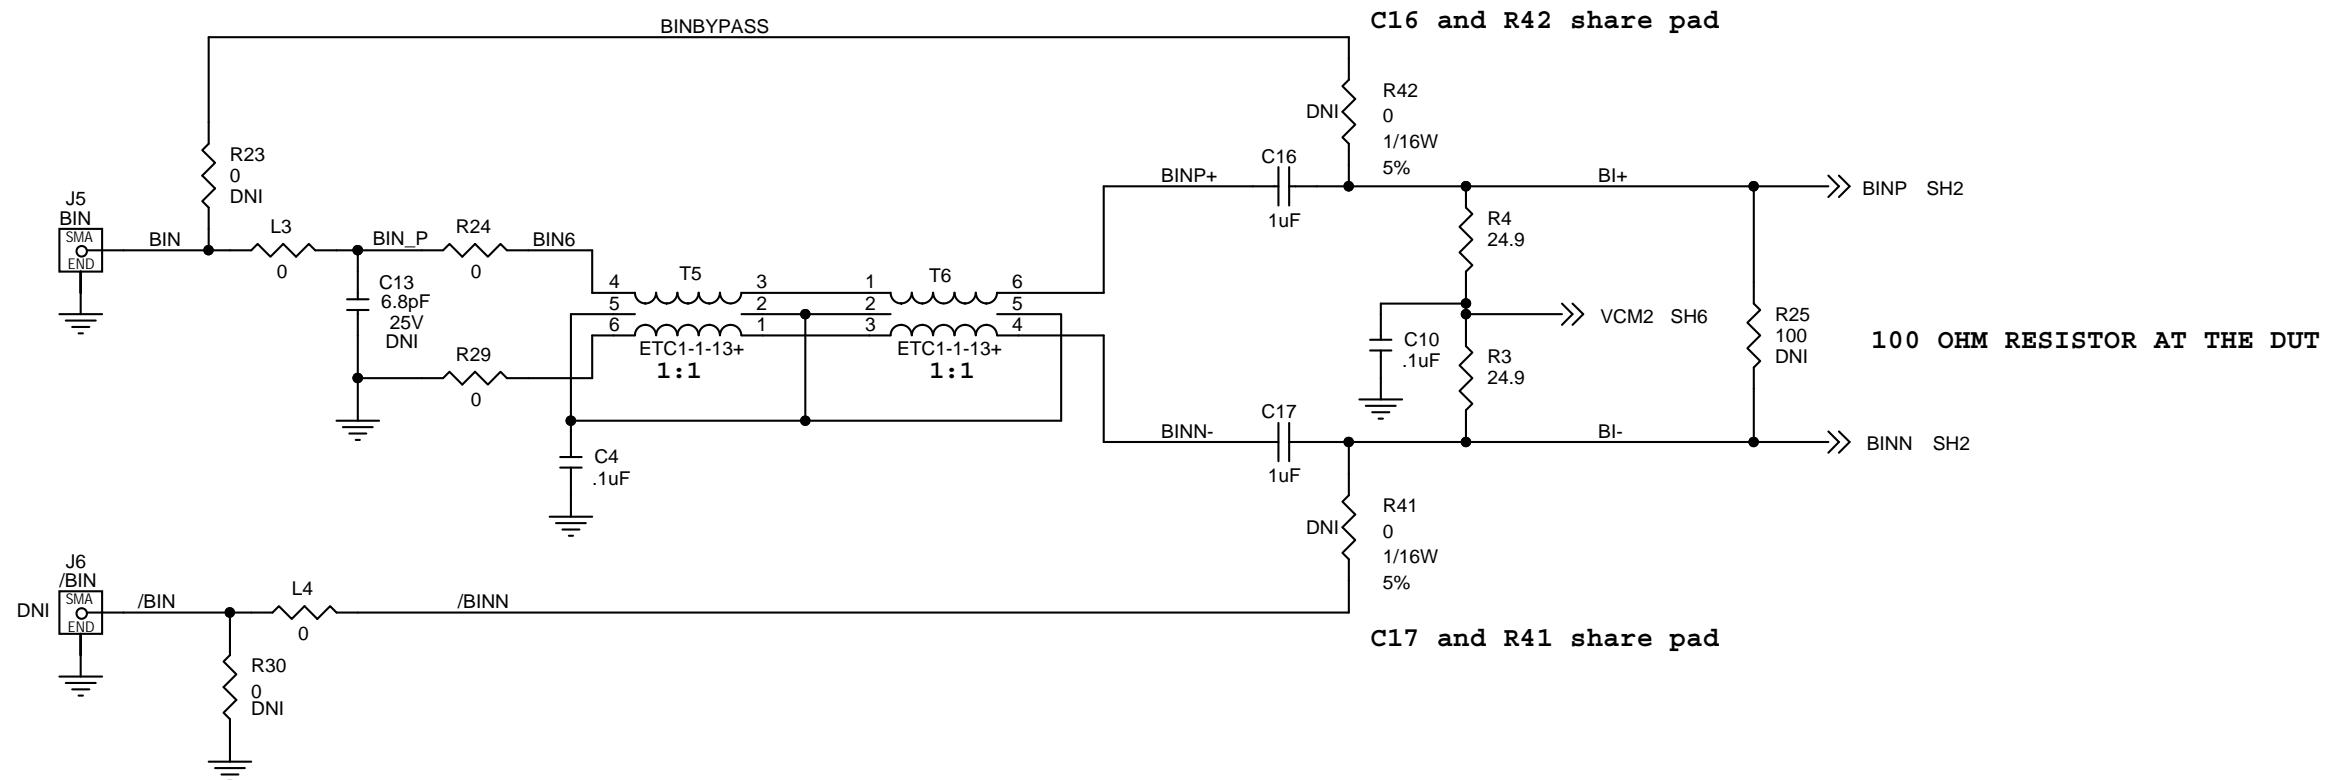 C16 and R42 share pad
BINBYPASS
R42
DNI
0
1/16W
5%
R23
0
DNI
C16
1uF
BINP+
BI+
BINP SH2
J5
BIN
SMA
END
BIN
L3
0
BIN_P
R24
0
BIN6
R4
24.9
C13
6.8pF
25V
DNI
4
5
6
T5
3
2
1
ETC1-1-13+
1:1
1
2
3
T6
6
5
4
ETC1-1-13+
1:1
VCM2 SH6
R25
100
DNI
100 OHM RESISTOR AT THE DUT
C10
.1uF
R3
24.9
R29
0
C17
1uF
BINN-
BI-
BINN SH2
C4
.1uF
R41
DNI
0
1/16W
5%
J6
/BIN
DNI
SMA
END
/BIN
L4
0
/BINN
C17 and R41 share pad
R30
0
DNI